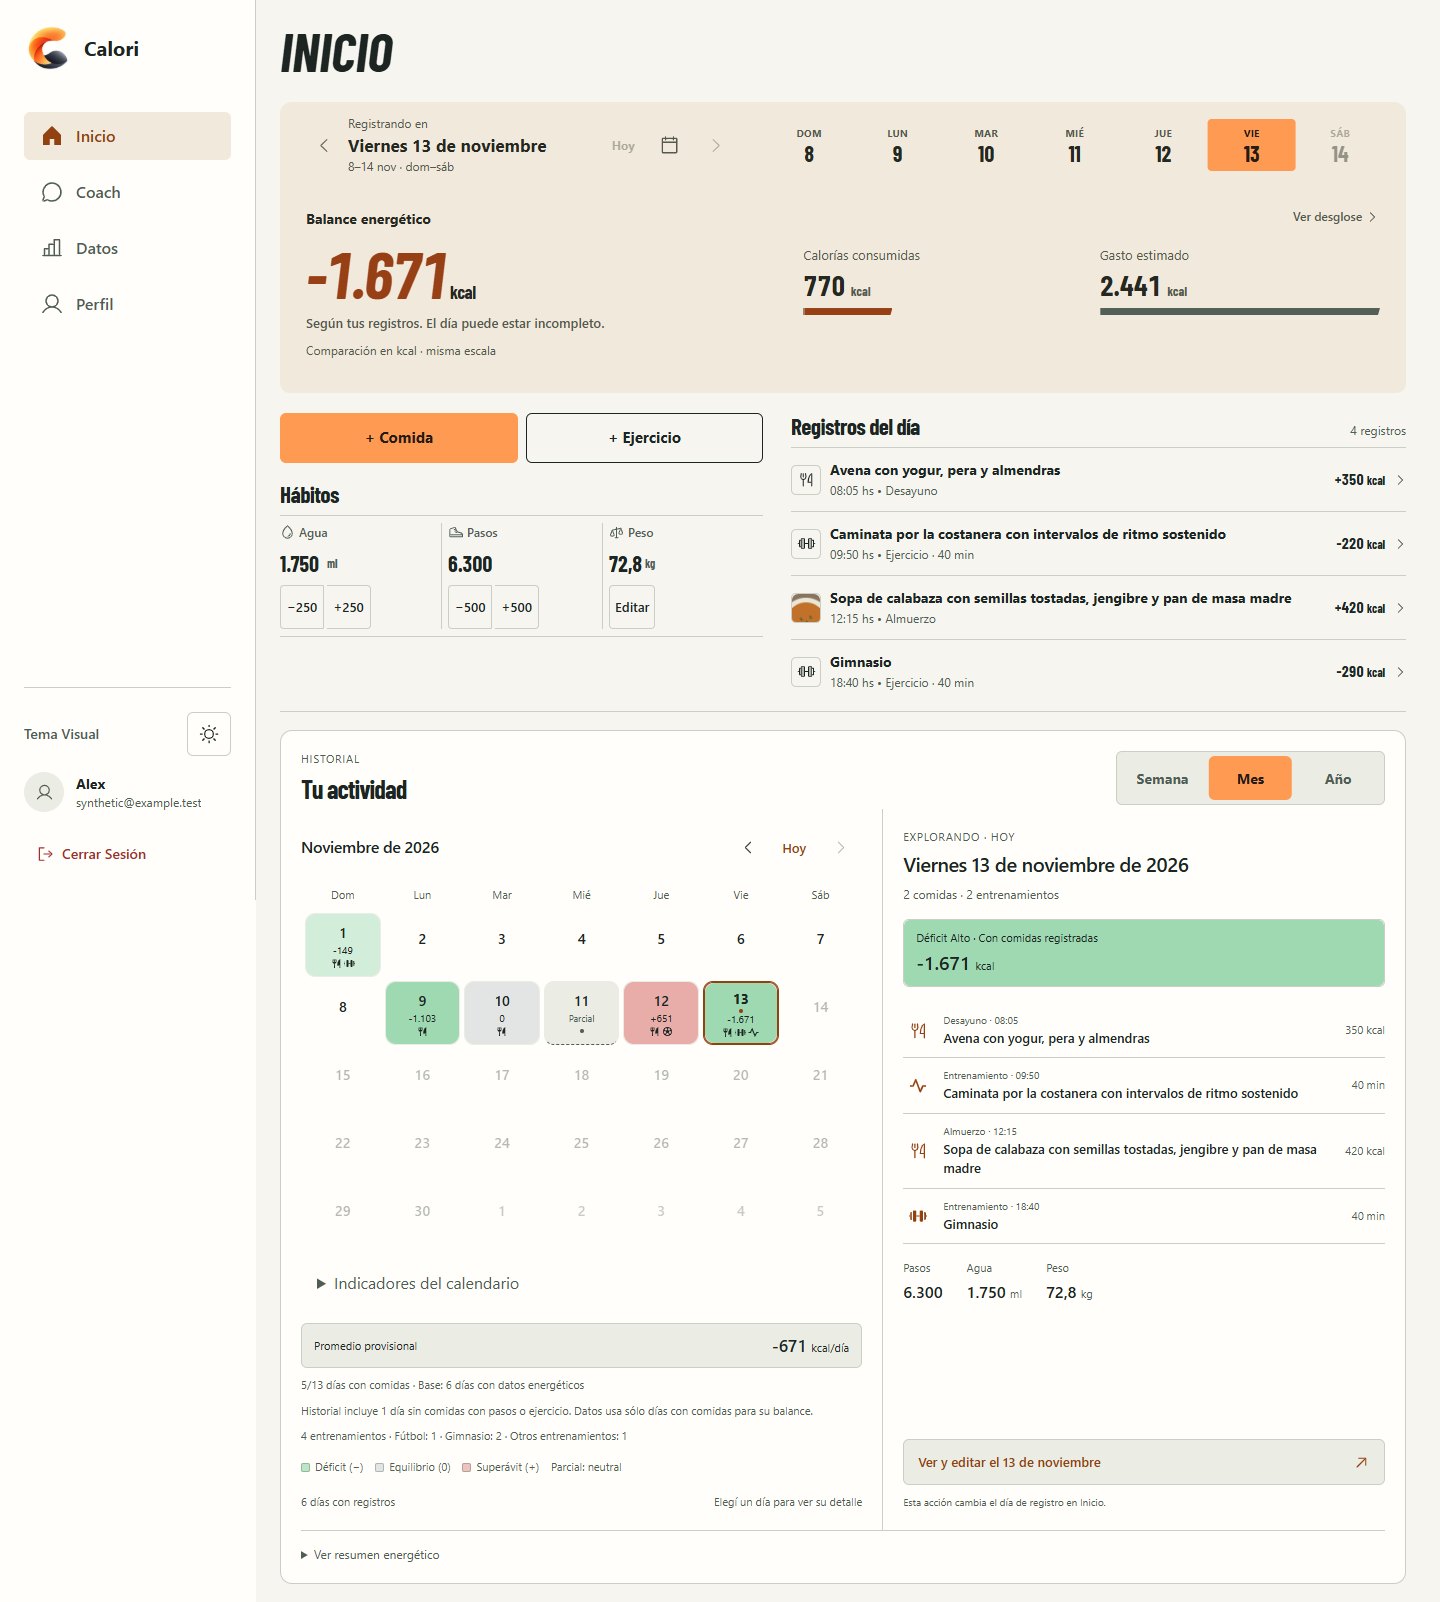 Calori
Inicio
Coach
Datos
Perfil
Tema Visual
Alex
synthetic@example.test
Cerrar Sesión
INICIO
Registrando en
Viernes 13 de noviembre
8–14 nov · dom–sáb
Hoy
DOM
8
LUN
9
MAR
10
MIÉ
11
JUE
12
VIE
13
SÁB
14
Balance energético
Ver desglose
-1.671 kcal
Según tus registros. El día puede estar incompleto.
Comparación en kcal · misma escala
Calorías consumidas
770 kcal
Gasto estimado
2.441 kcal
+ Comida
+ Ejercicio
Hábitos
Agua
1.750 ml
−250
+250
Pasos
6.300
−500
+500
Peso
72,8 kg
Editar
Registros del día
4 registros
Avena con yogur, pera y almendras
08:05 hs • Desayuno
+350 kcal
Caminata por la costanera con intervalos de ritmo sostenido
09:50 hs • Ejercicio · 40 min
-220 kcal
Sopa de calabaza con semillas tostadas, jengibre y pan de masa madre
12:15 hs • Almuerzo
+420 kcal
Gimnasio
18:40 hs • Ejercicio · 40 min
-290 kcal
HISTORIAL
Tu actividad
Semana
Mes
Año
Noviembre de 2026
Hoy
Dom Lun Mar Mié Jue Vie Sáb
1 2 3 4 5 6 7
-149
8 9 10 11 12 13 14
-1.103 0 Parcial +651 -1.671
15 16 17 18 19 20 21
22 23 24 25 26 27 28
29 30 1 2 3 4 5
Indicadores del calendario
Promedio provisional
-671 kcal/día
5/13 días con comidas · Base: 6 días con datos energéticos
Historial incluye 1 día sin comidas con pasos o ejercicio. Datos usa sólo días con comidas para su balance.
4 entrenamientos · Fútbol: 1 · Gimnasio: 2 · Otros entrenamientos: 1
Déficit (−) Equilibrio (0) Superávit (+) Parcial: neutral
6 días con registros
Elegí un día para ver su detalle
EXPLORANDO · HOY
Viernes 13 de noviembre de 2026
2 comidas · 2 entrenamientos
Déficit Alto · Con comidas registradas
-1.671 kcal
Desayuno · 08:05
Avena con yogur, pera y almendras
350 kcal
Entrenamiento · 09:50
Caminata por la costanera con intervalos de ritmo sostenido
40 min
Almuerzo · 12:15
Sopa de calabaza con semillas tostadas, jengibre y pan de masa
madre
420 kcal
Entrenamiento · 18:40
Gimnasio
40 min
Pasos
6.300
Agua
1.750 ml
Peso
72,8 kg
Ver y editar el 13 de noviembre
Esta acción cambia el día de registro en Inicio.
Ver resumen energético